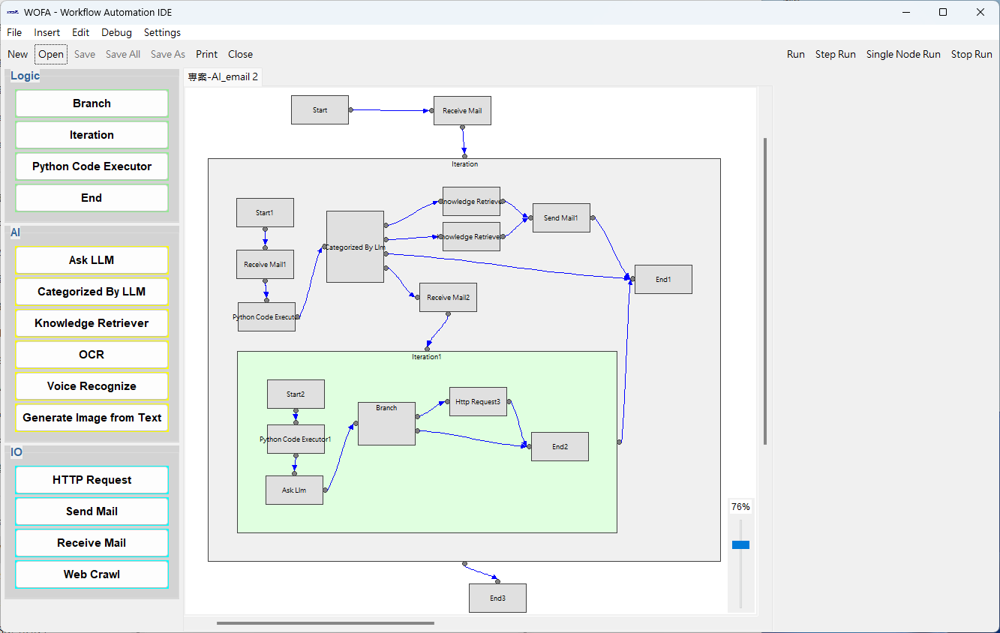 WOFA - Workflow Automation IDE
File Insert Edit Debug Settings
New Open Save Save All Save As Print Close Run Step Run Single Node Run Stop Run
Logic
Branch
Iteration
Python Code Executor
End
AI
Ask LLM
Categorized By LLM
Knowledge Retriever
OCR
Voice Recognize
Generate Image from Text
IO
HTTP Request
Send Mail
Receive Mail
Web Crawl
専案-AI_email 2
Start
Receive Mail
Iteration
Start1
Receive Mail1
Python Code Execut
Categorized By Llm
nowledge Retrieve
nowledge Retrieve
Send Mail1
End1
Receive Mail2
Iteration1
Start2
Python Code Executor1
Ask Llm
Branch
Http Request3
End2
End3
76%